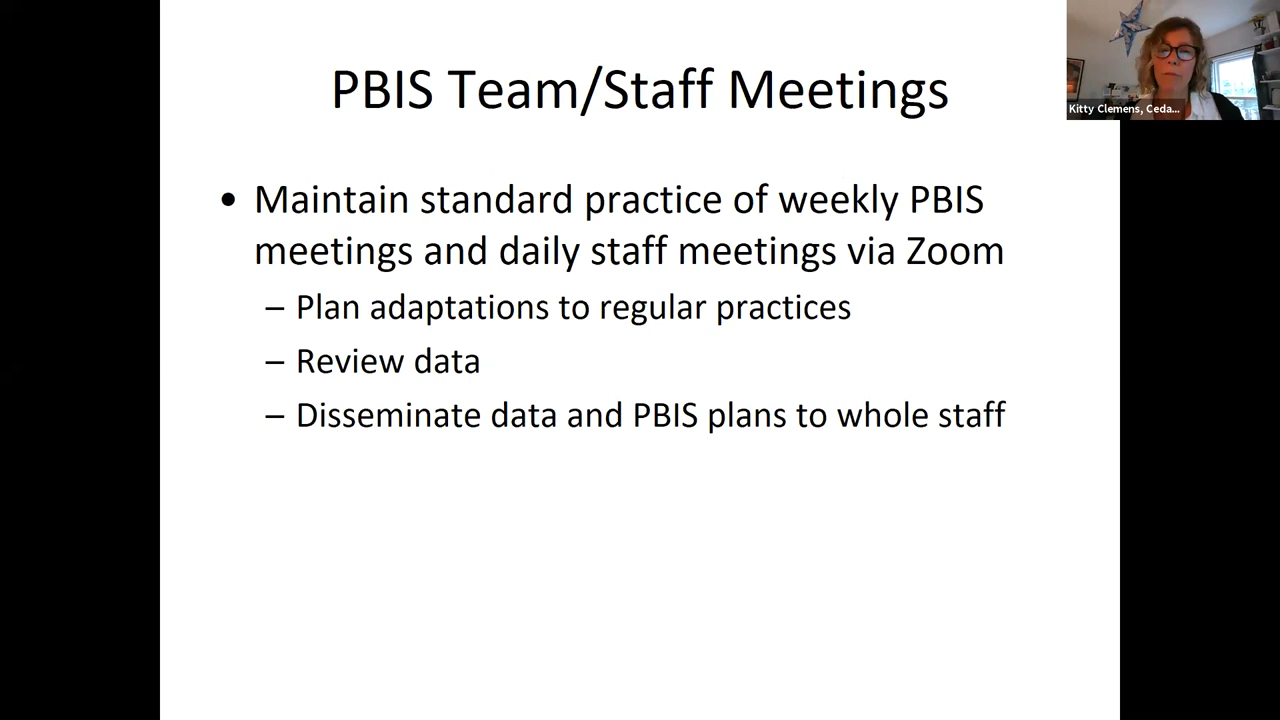 PBIS Team/Staff Meetings
Kitty Clemens, Ceda...
• Maintain standard practice of weekly PBIS
meetings and daily staff meetings via Zoom
– Plan adaptations to regular practices
– Review data
– Disseminate data and PBIS plans to whole staff